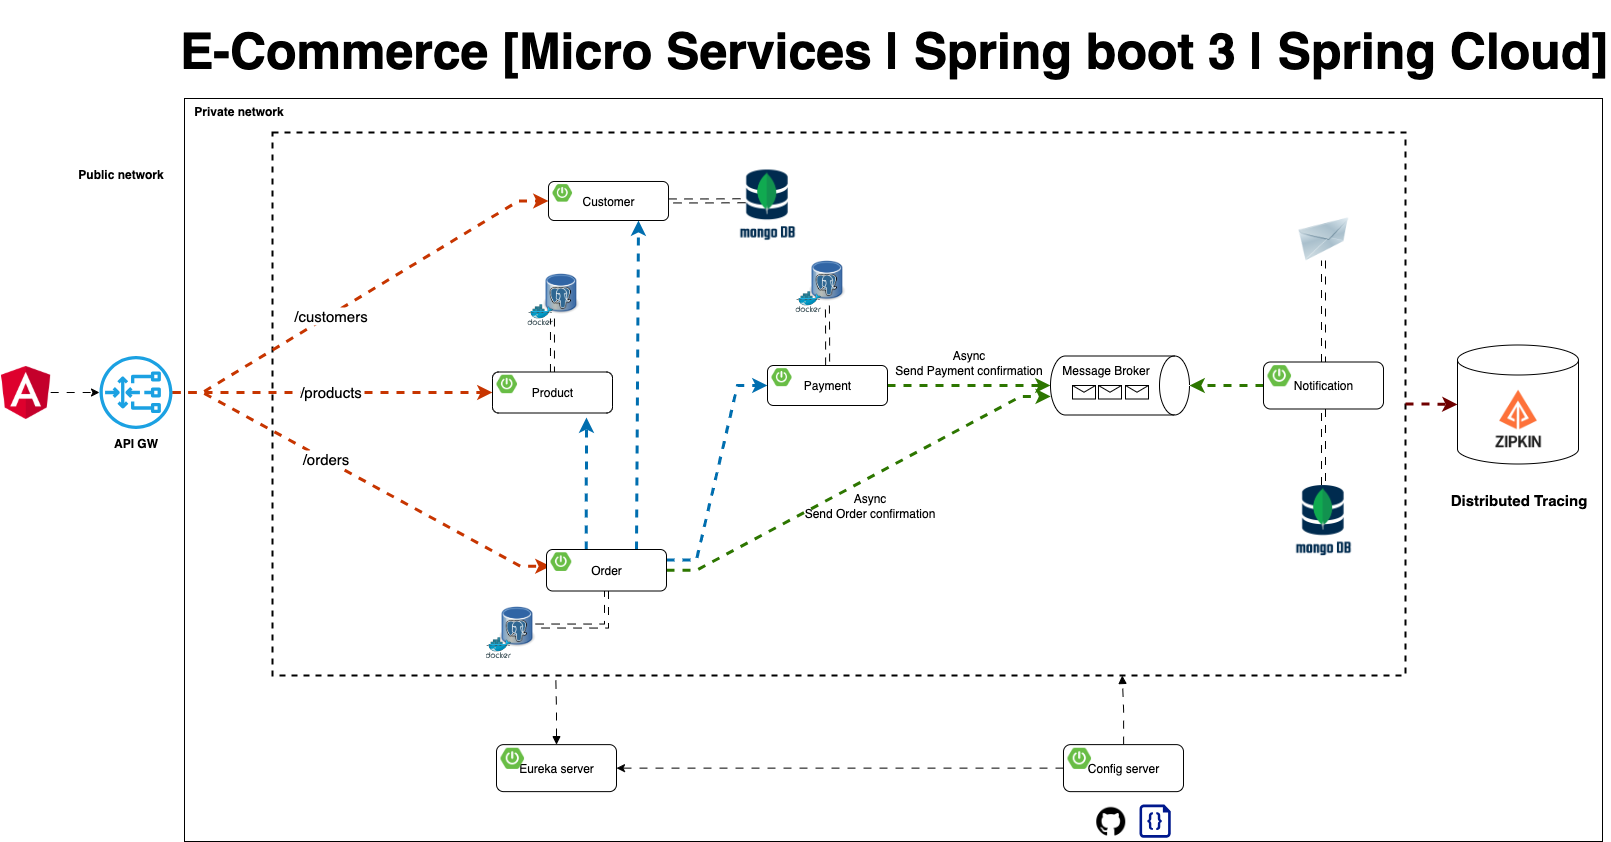 E-Commerce [Micro Services | Spring boot 3 | Spring Cloud]
Private network
Public network
Customer
mongo DB
docker
docker
/customers
Async
Send Payment confirmation
Message Broker
Product
Payment
Notification
/products
API GW
ZIPKIN
/orders
Async
Send Order confirmation
Distributed Tracing
mongo DB
Order
docker
Eureka server
Config server
{}